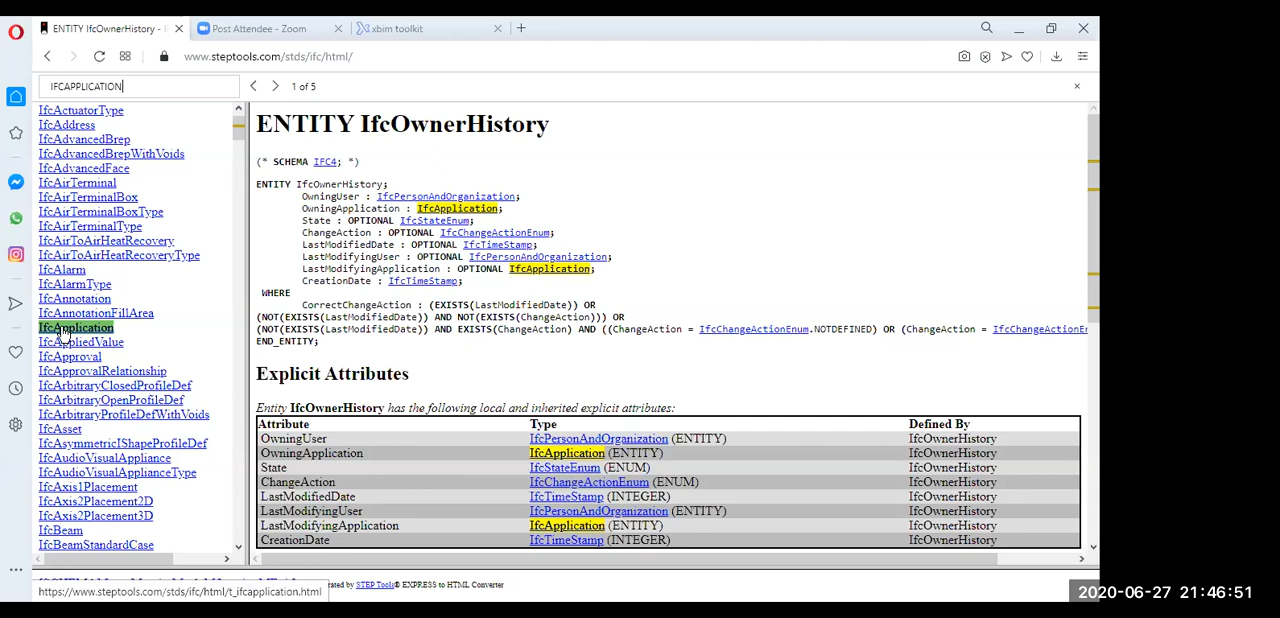 ENTITY IfcOwnerHistory - 
Post Attendee - Zoom
xbim toolkit
www.steptools.com/stds/ifc/html/
IFCAPPLICATION
1 of 5
IfcActuatorType
IfcAddress
IfcAdvancedBrep
IfcAdvancedBrepWithVoids
IfcAdvancedFace
IfcAirTerminal
IfcAirTerminalBox
IfcAirTerminalBoxType
IfcAirTerminalType
IfcAirToAirHeatRecovery
IfcAirToAirHeatRecoveryType
IfcAlarm
IfcAlarmType
IfcAnnotation
IfcAnnotationFillArea
IfcApplication
IfcAppliedValue
IfcApproval
IfcApprovalRelationship
IfcArbitraryClosedProfileDef
IfcArbitraryOpenProfileDef
IfcArbitraryProfileDefWithVoids
IfcAsset
IfcAsymmetricIShapeProfileDef
IfcAudioVisualAppliance
IfcAudioVisualApplianceType
IfcAxis1Placement
IfcAxis2Placement2D
IfcAxis2Placement3D
IfcBeam
IfcBeamStandardCase
ENTITY IfcOwnerHistory
(* SCHEMA IFC4; *)
ENTITY IfcOwnerHistory;
OwningUser : IfcPersonAndOrganization;
OwningApplication : IfcApplication;
State : OPTIONAL IfcStateEnum;
ChangeAction : OPTIONAL IfcChangeActionEnum;
LastModifiedDate : OPTIONAL IfcTimeStamp;
LastModifyingUser : OPTIONAL IfcPersonAndOrganization;
LastModifyingApplication : OPTIONAL IfcApplication;
CreationDate : IfcTimeStamp;
WHERE
CorrectChangeAction : (EXISTS(LastModifiedDate)) OR
(NOT(EXISTS(LastModifiedDate)) AND NOT(EXISTS(ChangeAction))) OR
(NOT(EXISTS(LastModifiedDate)) AND EXISTS(ChangeAction) AND ((ChangeAction = IfcChangeActionEnum.NOTDEFINED) OR (ChangeAction = IfcChangeActionEn
END_ENTITY;
Explicit Attributes
Entity IfcOwnerHistory has the following local and inherited explicit attributes:
Attribute Type Defined By
OwningUser IfcPersonAndOrganization (ENTITY) IfcOwnerHistory
OwningApplication IfcApplication (ENTITY) IfcOwnerHistory
State IfcStateEnum (ENUM) IfcOwnerHistory
ChangeAction IfcChangeActionEnum (ENUM) IfcOwnerHistory
LastModifiedDate IfcTimeStamp (INTEGER) IfcOwnerHistory
LastModifyingUser IfcPersonAndOrganization (ENTITY) IfcOwnerHistory
LastModifyingApplication IfcApplication (ENTITY) IfcOwnerHistory
CreationDate IfcTimeStamp (INTEGER) IfcOwnerHistory
rated by STEP Tools® EXPRESS to HTML Converter
https://www.steptools.com/stds/ifc/html/t_ifcapplication.html
2020-06-27 21:46:51